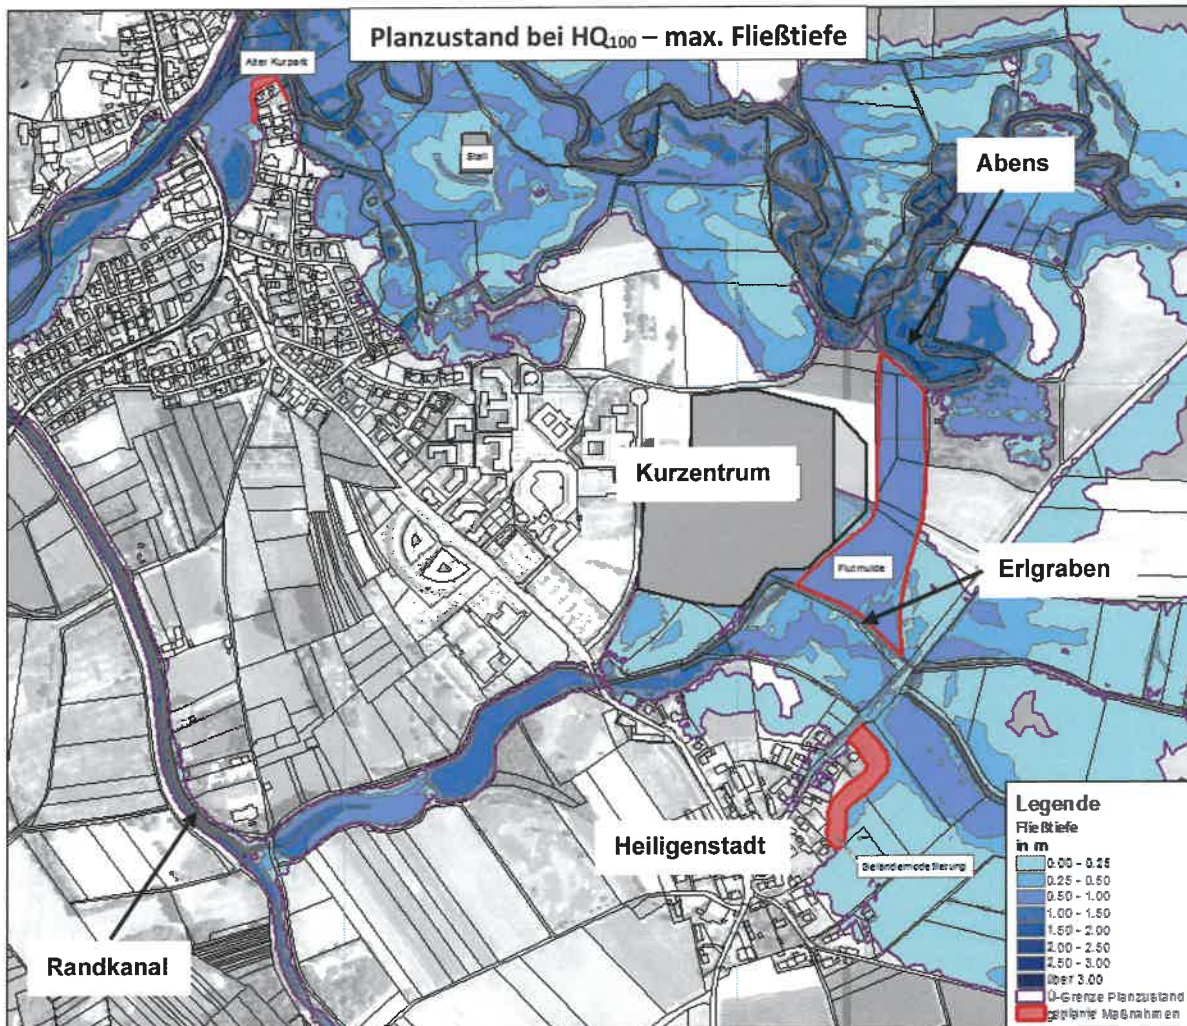 Planzustand bei HQ₁₀₀ – max. Fließtiefe
Alter Kurpark
Stall
Abens
Kurzentrum
Flutmulde
Erlgraben
Heiligenstadt
Geländemodellierung
Randkanal
Legende
Fließtiefe
in m
0.00 - 0.25
0.25 - 0.50
0.50 - 1.00
1.00 - 1.50
1.50 - 2.00
2.00 - 2.50
2.50 - 3.00
über 3.00
Ü-Grenze Planzustand
geplante Maßnahmen